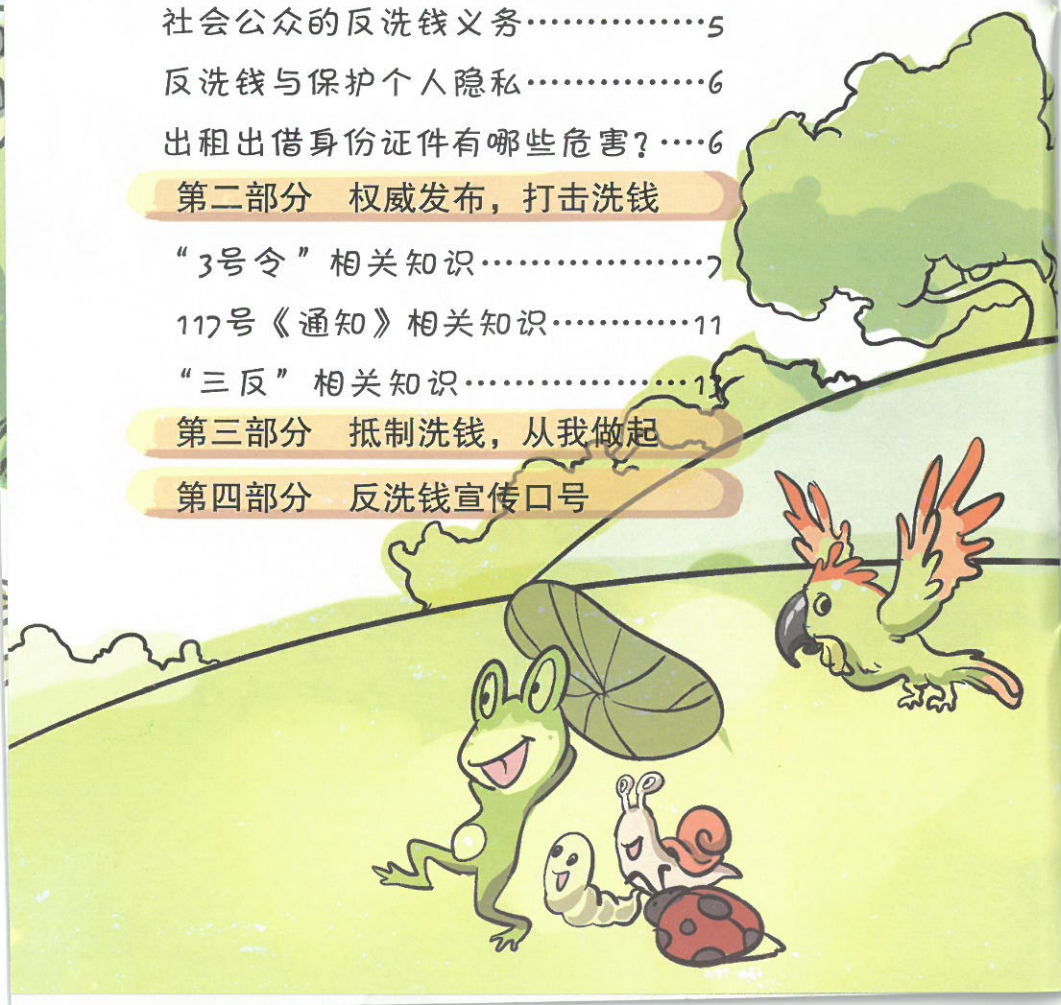 社会公众的反洗钱义务……………5
反洗钱与保护个人隐私……………6
出租出借身份证件有哪些危害?…6
第二部分 权威发布，打击洗钱
“3号令”相关知识…………………7
117号《通知》相关知识……………11
“三反”相关知识…………………13
第三部分 抵制洗钱，从我做起
第四部分 反洗钱宣传口号